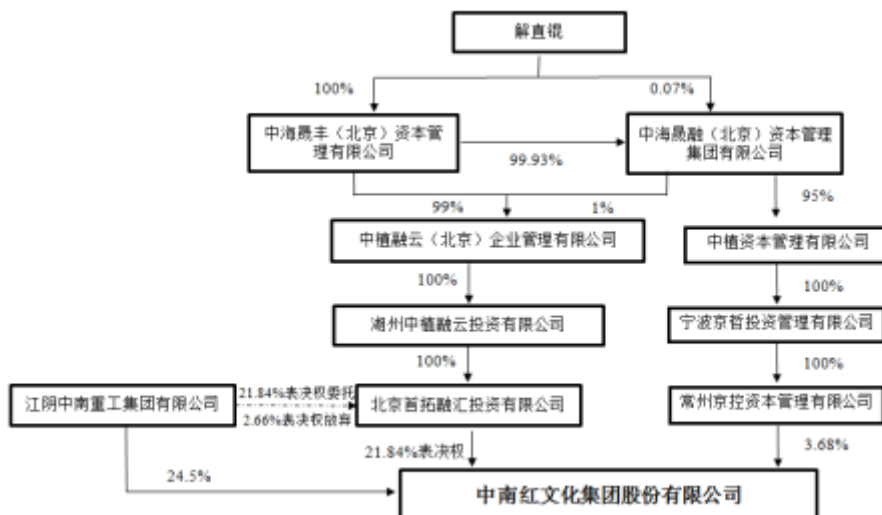 解直锟
100%
0.07%
中海晟丰（北京）资本管
理有限公司
99.93%
中海晟融（北京）资本管理
集团有限公司
99%
1%
95%
中植融云（北京）企业管理有限公司
中植资本管理有限公司
100%
100%
湖州中植融云投资有限公司
宁波京哲投资管理有限公司
100%
100%
江阴中南重工集团有限公司
21.84%表决权委托
2.66%表决权放弃
北京首拓融汇投资有限公司
常州京控资本管理有限公司
21.84%表决权
3.68%
24.5%
中南红文化集团股份有限公司